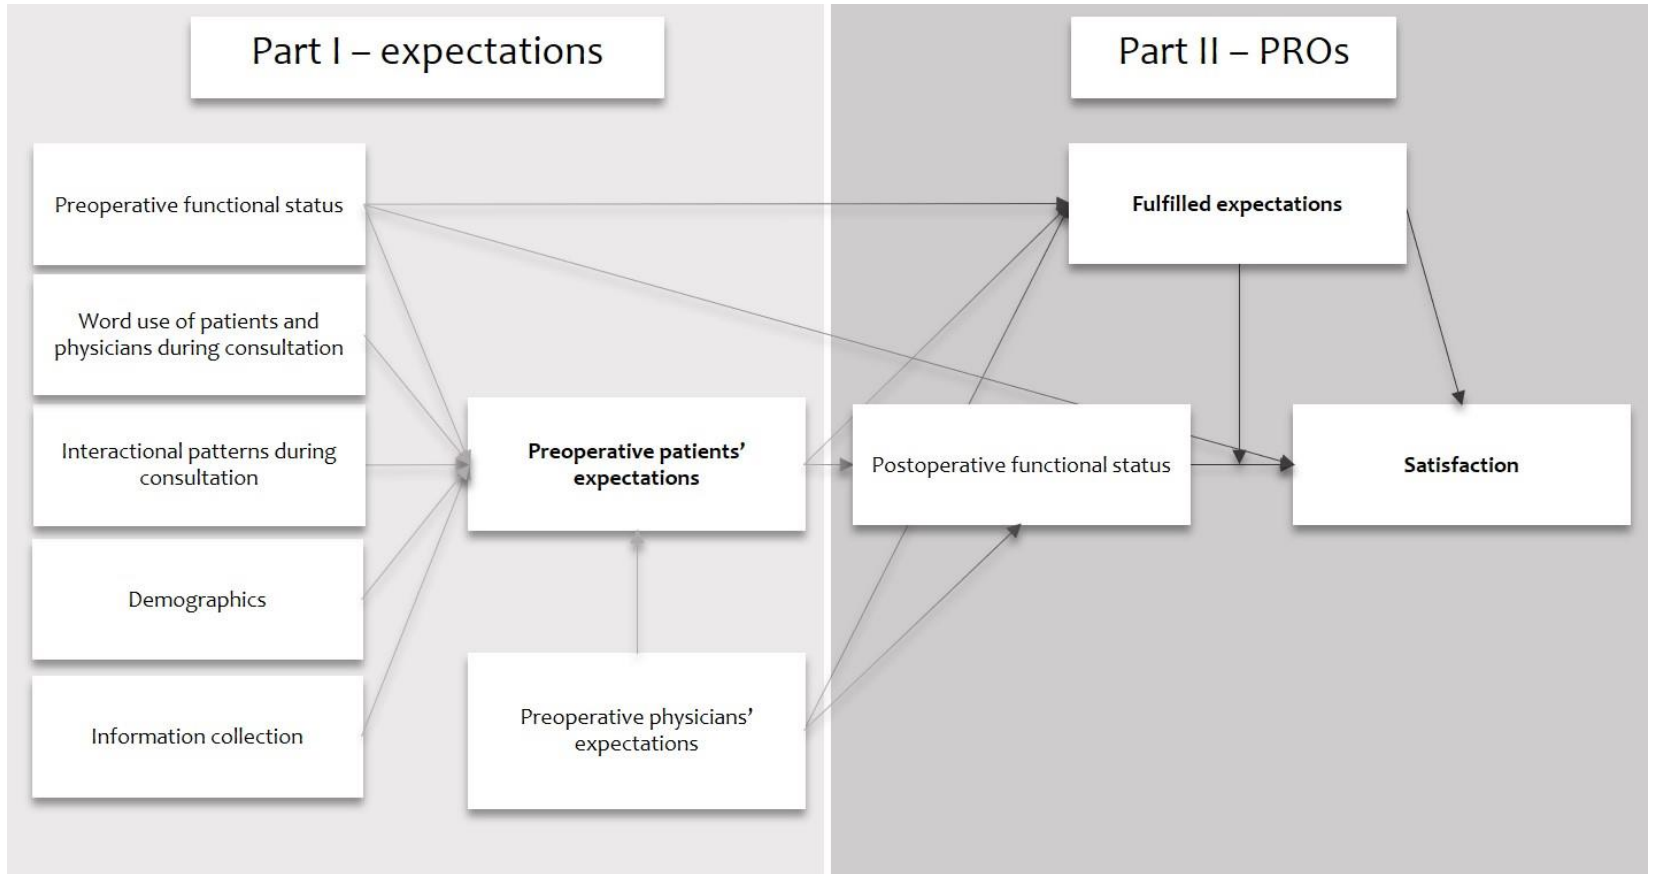 Part I – expectations
Part II – PROs
Preoperative functional status
Fulfilled expectations
Word use of patients and
physicians during consultation
Interactional patterns during
consultation
Preoperative patients’
expectations
Postoperative functional status
Satisfaction
Demographics
Information collection
Preoperative physicians’
expectations